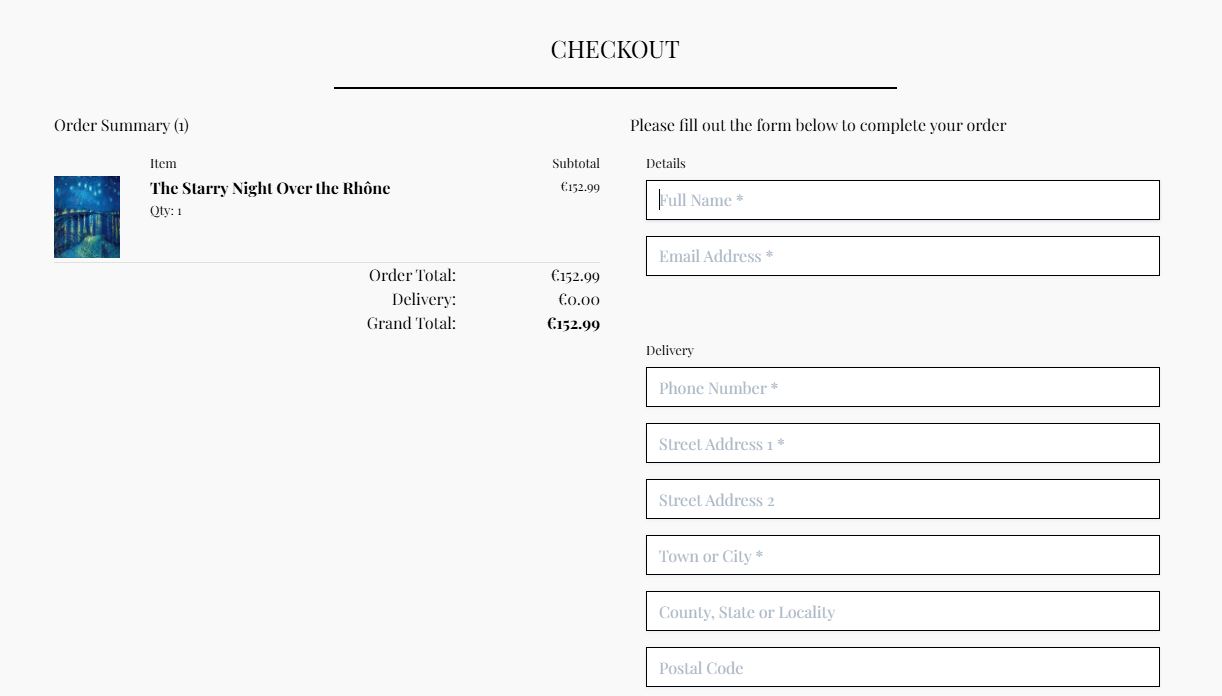 CHECKOUT
Order Summary (1)
Item Subtotal
The Starry Night Over the Rhône €152.99
Qty: 1
Order Total: €152.99
Delivery: €0.00
Grand Total: €152.99
Please fill out the form below to complete your order
Details
Full Name *
Email Address *
Delivery
Phone Number *
Street Address 1 *
Street Address 2
Town or City *
County, State or Locality
Postal Code